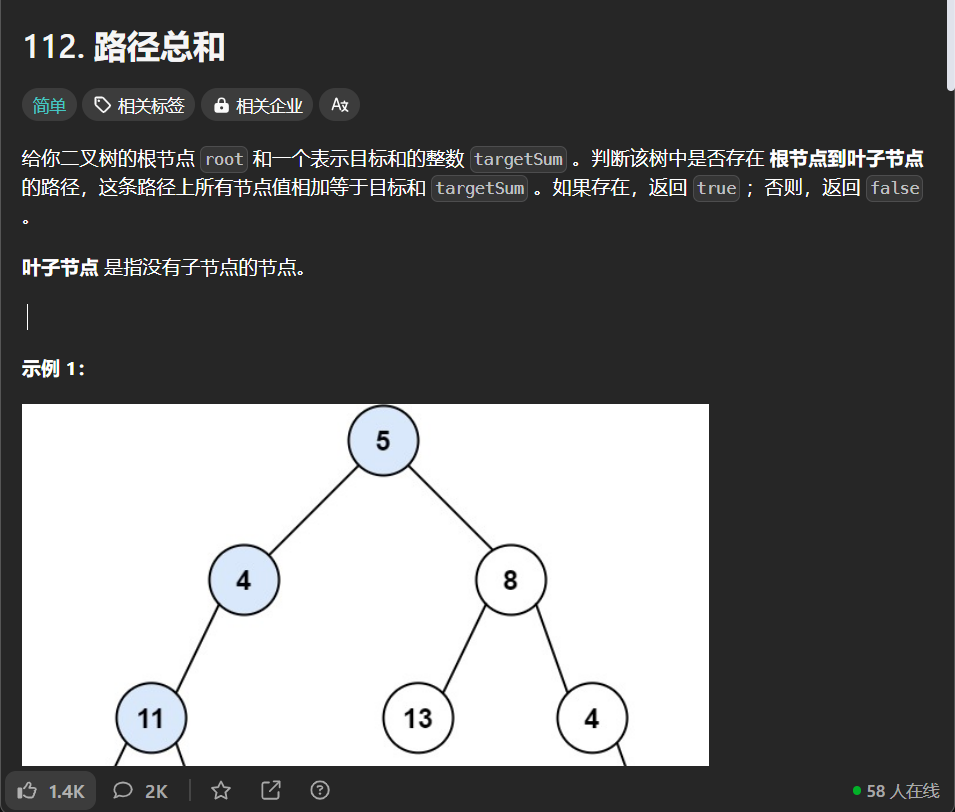 112. 路径总和
简单 相关标签 相关企业 Aあ
给你二叉树的根节点 root 和一个表示目标和的整数 targetSum 。判断该树中是否存在 根节点到叶子节点
的路径，这条路径上所有节点值相加等于目标和 targetSum 。如果存在，返回 true ；否则，返回 false
。
叶子节点 是指没有子节点的节点。
示例 1：
5
4 8
11 13 4
1.4K 2K 58 人在线